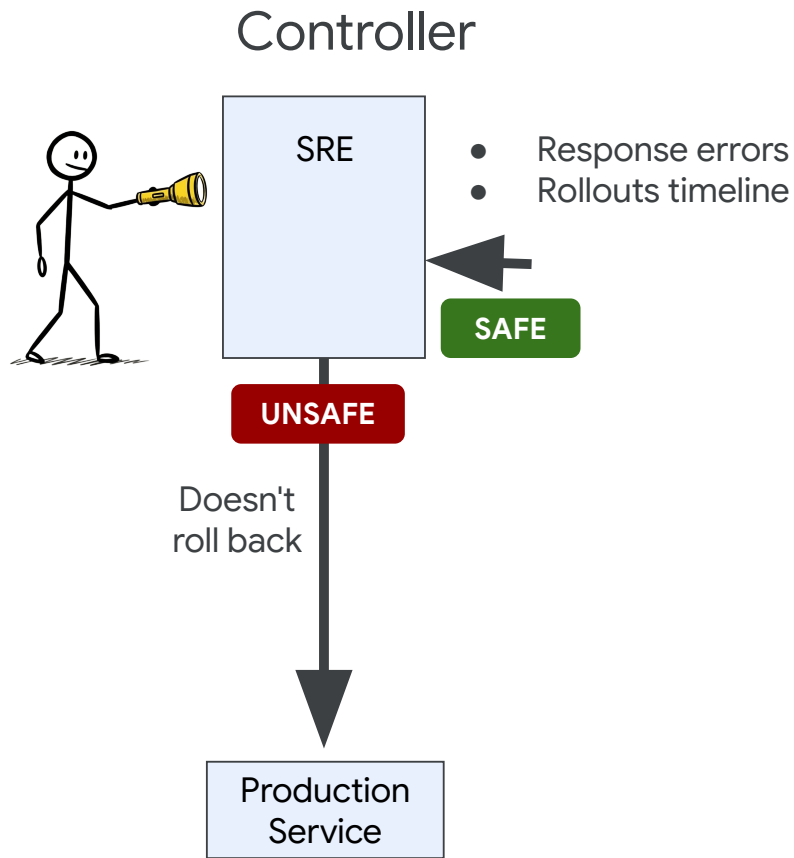 Controller
SRE
● Response errors
● Rollouts timeline
SAFE
UNSAFE
Doesn't
roll back
Production
Service